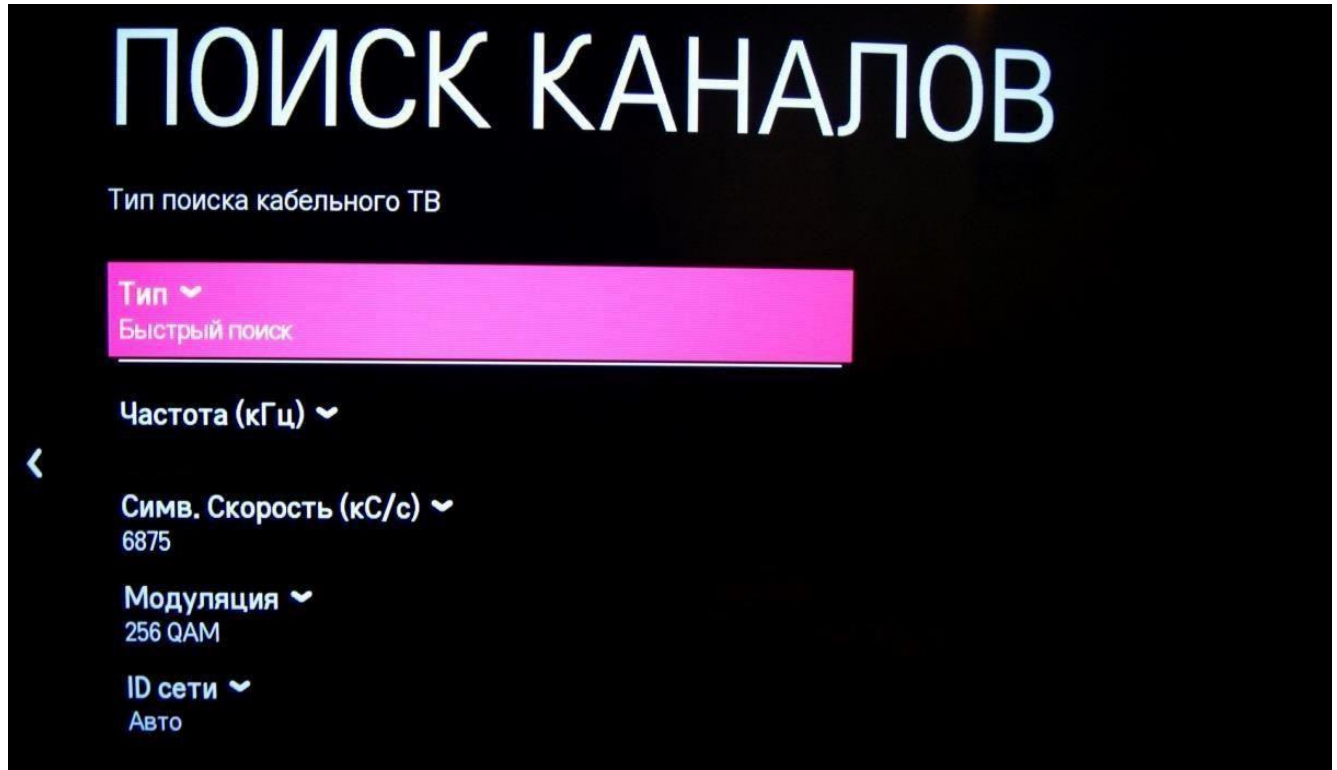 ПОИСК КАНАЛОВ
Тип поиска кабельного ТВ
Тип
Быстрый поиск
Частота (кГц)
Симв. Скорость (кС/с)
6875
Модуляция
256 QAM
ID сети
Авто